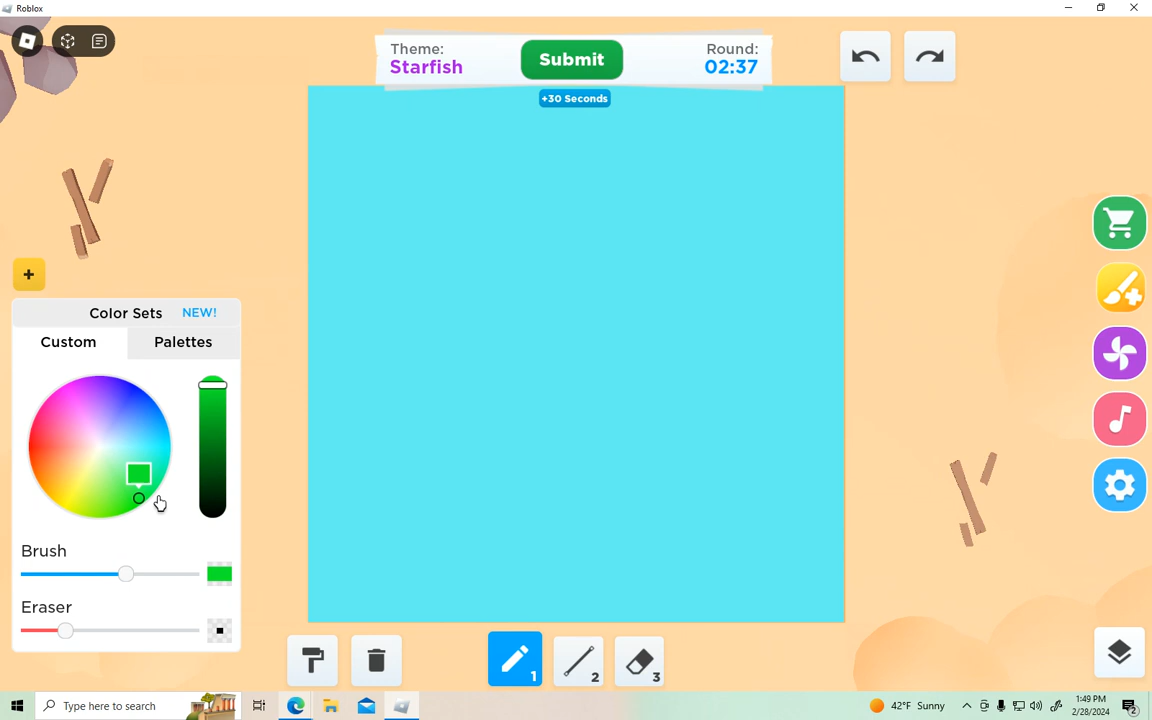 Roblox
Theme:
Starfish
Submit
Round:
02:37
+30 Seconds
+
Color Sets NEW!
Custom Palettes
Brush
Eraser
1
2
3
Type here to search
42°F Sunny
1:49 PM
2/28/2024
2